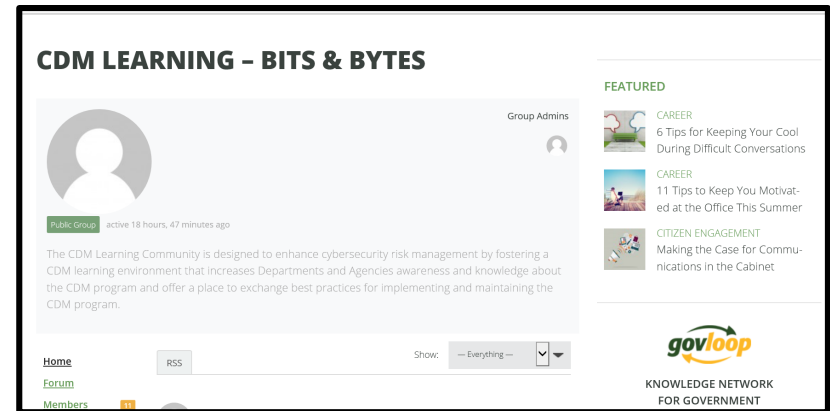 CDM LEARNING – BITS & BYTES
Group Admins
Public Group active 18 hours, 47 minutes ago
The CDM Learning Community is designed to enhance cybersecurity risk management by fostering a
CDM learning environment that increases Departments and Agencies awareness and knowledge about
the CDM program and offer a place to exchange best practices for implementing and maintaining the
CDM program.
Home
Forum
Members 11
RSS
Show: — Everything —
FEATURED
CAREER
6 Tips for Keeping Your Cool
During Difficult Conversations
CAREER
11 Tips to Keep You Motivat-
ed at the Office This Summer
CITIZEN ENGAGEMENT
Making the Case for Commu-
nications in the Cabinet
govloop
KNOWLEDGE NETWORK
FOR GOVERNMENT